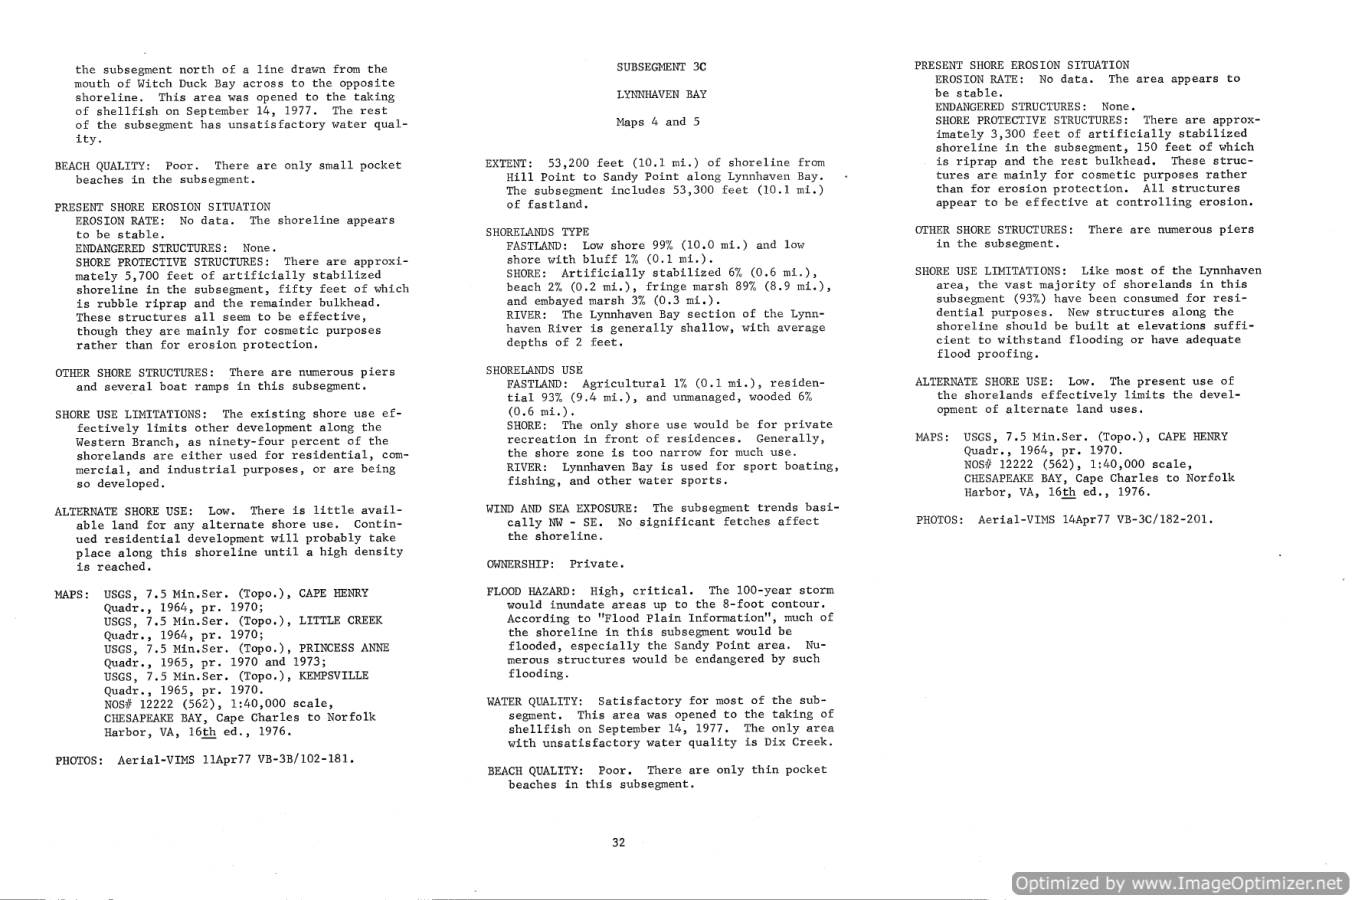 the subsegment north of a line drawn from the
mouth of Witch Duck Bay across to the opposite
shoreline. This area was opened to the taking
of shellfish on September 14, 1977. The rest
of the subsegment has unsatisfactory water qual-
ity.
BEACH QUALITY: Poor. There are only small pocket
beaches in the subsegment.
PRESENT SHORE EROSION SITUATION
EROSION RATE: No data. The shoreline appears
to be stable.
ENDANGERED STRUCTURES: None.
SHORE PROTECTIVE STRUCTURES: There are approxi-
mately 5,700 feet of artificially stabilized
shoreline in the subsegment, fifty feet of which
is rubble riprap and the remainder bulkhead.
These structures all seem to be effective,
though they are mainly for cosmetic purposes
rather than for erosion protection.
OTHER SHORE STRUCTURES: There are numerous piers
and several boat ramps in this subsegment.
SHORE USE LIMITATIONS: The existing shore use ef-
fectively limits other development along the
Western Branch, as ninety-four percent of the
shorelands are either used for residential, com-
mercial, and industrial purposes, or are being
so developed.
ALTERNATE SHORE USE: Low. There is little avail-
able land for any alternate shore use. Contin-
ued residential development will probably take
place along this shoreline until a high density
is reached.
MAPS: USGS, 7.5 Min.Ser. (Topo.), CAPE HENRY
Quadr., 1964, pr. 1970;
USGS, 7.5 Min.Ser. (Topo.), LITTLE CREEK
Quadr., 1964, pr. 1970;
USGS, 7.5 Min.Ser. (Topo.), PRINCESS ANNE
Quadr., 1965, pr. 1970 and 1973;
USGS, 7.5 Min.Ser. (Topo.), KEMPSVILLE
Quadr., 1965, pr. 1970.
NOS# 12222 (562), 1:40,000 scale,
CHESAPEAKE BAY, Cape Charles to Norfolk
Harbor, VA, 16th ed., 1976.
PHOTOS: Aerial-VIMS 11Apr77 VB-3B/102-181.
SUBSEGMENT 3C
LYNNHAVEN BAY
Maps 4 and 5
EXTENT: 53,200 feet (10.1 mi.) of shoreline from
Hill Point to Sandy Point along Lynnhaven Bay.
The subsegment includes 53,300 feet (10.1 mi.)
of fastland.
SHORELANDS TYPE
FASTLAND: Low shore 99% (10.0 mi.) and low
shore with bluff 1% (0.1 mi.).
SHORE: Artificially stabilized 6% (0.6 mi.),
beach 2% (0.2 mi.), fringe marsh 89% (8.9 mi.),
and embayed marsh 3% (0.3 mi.).
RIVER: The Lynnhaven Bay section of the Lynn-
haven River is generally shallow, with average
depths of 2 feet.
SHORELANDS USE
FASTLAND: Agricultural 1% (0.1 mi.), residen-
tial 93% (9.4 mi.), and unmanaged, wooded 6%
(0.6 mi.).
SHORE: The only shore use would be for private
recreation in front of residences. Generally,
the shore zone is too narrow for much use.
RIVER: Lynnhaven Bay is used for sport boating,
fishing, and other water sports.
WIND AND SEA EXPOSURE: The subsegment trends basi-
cally NW - SE. No significant fetches affect
the shoreline.
OWNERSHIP: Private.
FLOOD HAZARD: High, critical. The 100-year storm
would inundate areas up to the 8-foot contour.
According to "Flood Plain Information", much of
the shoreline in this subsegment would be
flooded, especially the Sandy Point area. Nu-
merous structures would be endangered by such
flooding.
WATER QUALITY: Satisfactory for most of the sub-
segment. This area was opened to the taking of
shellfish on September 14, 1977. The only area
with unsatisfactory water quality is Dix Creek.
BEACH QUALITY: Poor. There are only thin pocket
beaches in this subsegment.
PRESENT SHORE EROSION SITUATION
EROSION RATE: No data. The area appears to
be stable.
ENDANGERED STRUCTURES: None.
SHORE PROTECTIVE STRUCTURES: There are approx-
imately 3,300 feet of artificially stabilized
shoreline in the subsegment, 150 feet of which
is riprap and the rest bulkhead. These struc-
tures are mainly for cosmetic purposes rather
than for erosion protection. All structures
appear to be effective at controlling erosion.
OTHER SHORE STRUCTURES: There are numerous piers
in the subsegment.
SHORE USE LIMITATIONS: Like most of the Lynnhaven
area, the vast majority of shorelands in this
subsegment (93%) have been consumed for resi-
dential purposes. New structures along the
shoreline should be built at elevations suffi-
cient to withstand flooding or have adequate
flood proofing.
ALTERNATE SHORE USE: Low. The present use of
the shorelands effectively limits the devel-
opment of alternate land uses.
MAPS: USGS, 7.5 Min.Ser. (Topo.), CAPE HENRY
Quadr., 1964, pr. 1970.
NOS# 12222 (562), 1:40,000 scale,
CHESAPEAKE BAY, Cape Charles to Norfolk
Harbor, VA, 16th ed., 1976.
PHOTOS: Aerial-VIMS 14Apr77 VB-3C/182-201.
32
Optimized by www.ImageOptimizer.net